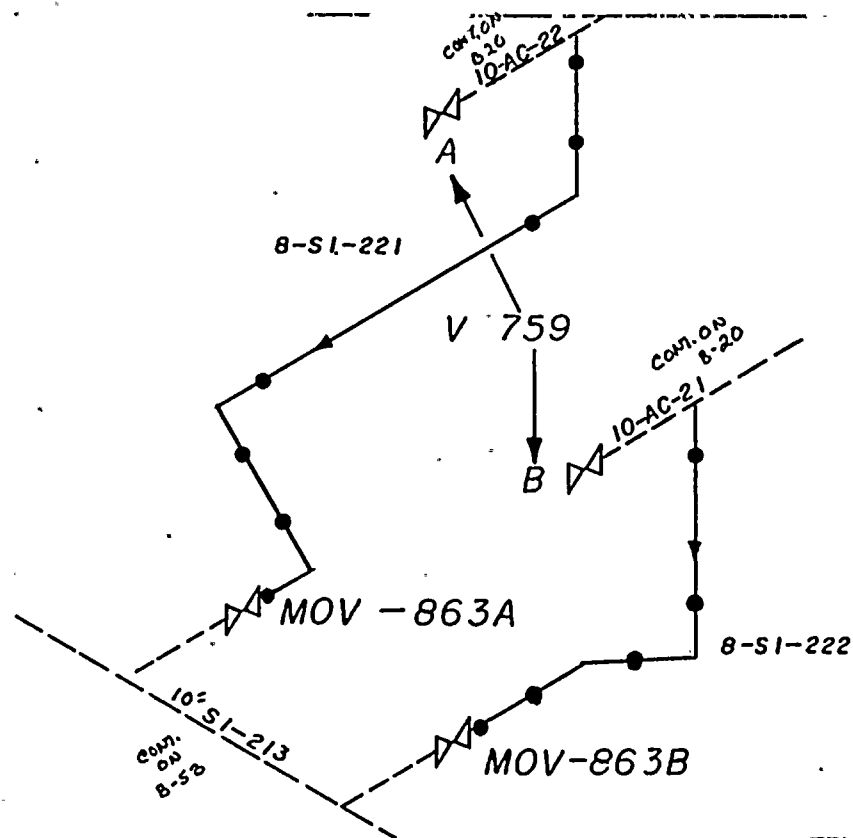 CONT. ON
B20
10-AC-22
A
8-SI-221
V 759
CONT. ON
B-20
10-AC-21
B
MOV -863A
8-SI-222
10" SI-213
CONT.
ON
MOV-863B